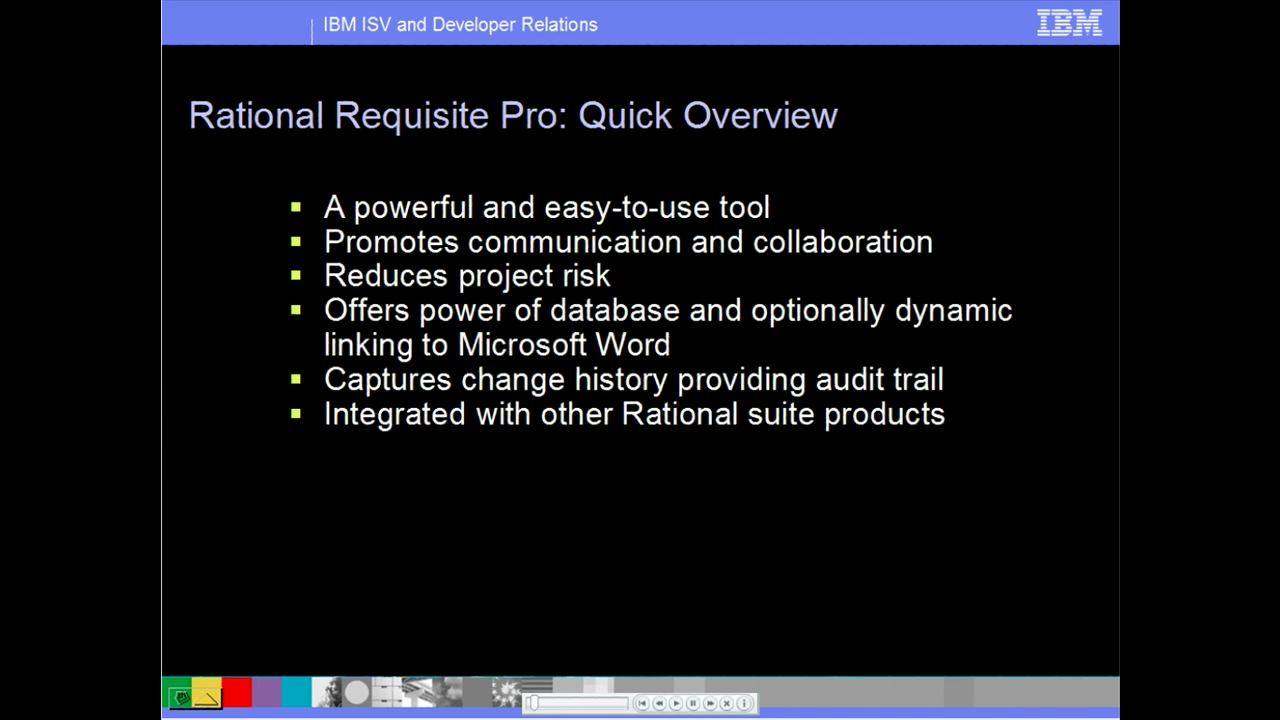 IBM ISV and Developer Relations
IBM
Rational Requisite Pro: Quick Overview
▪ A powerful and easy-to-use tool
▪ Promotes communication and collaboration
▪ Reduces project risk
▪ Offers power of database and optionally dynamic
linking to Microsoft Word
▪ Captures change history providing audit trail
▪ Integrated with other Rational suite products